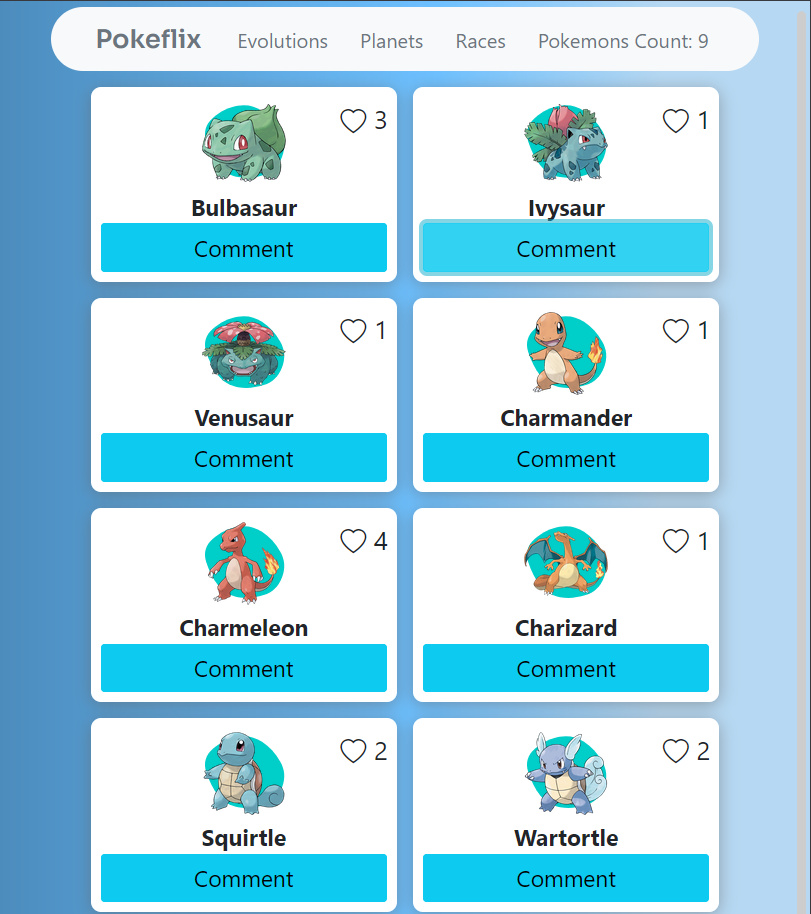 Pokeflix Evolutions Planets Races Pokemons Count: 9
3
1
Bulbasaur
Ivysaur
Comment
Comment
1
1
Venusaur
Charmander
Comment
Comment
4
1
Charmeleon
Charizard
Comment
Comment
2
2
Squirtle
Wartortle
Comment
Comment